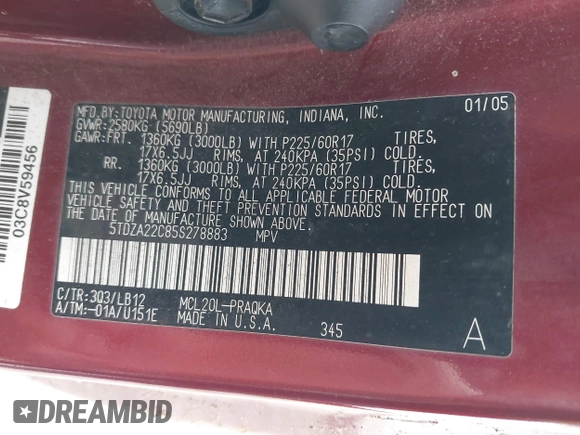 MFD.BY:TOYOTA MOTOR MANUFACTURING, INDIANA, INC. 01/05
GVWR:2580KG (5690LB)
GAWR:FRT. 1360KG (3000LB) WITH P225/60R17 TIRES,
17X6.5JJ RIMS, AT 240KPA (35PSI) COLD.
RR. 1360KG (3000LB) WITH P225/60R17 TIRES,
17X6.5JJ RIMS, AT 240KPA (35PSI) COLD.
THIS VEHICLE CONFORMS TO ALL APPLICABLE FEDERAL MOTOR
VEHICLE SAFETY AND THEFT PREVENTION STANDARDS IN EFFECT ON
THE DATE OF MANUFACTURE SHOWN ABOVE.
5TDZA22C85S278883 MPV
C/TR:3Q3/LB12 MCL20L-PRAQKA
A/TM:-01A/U151E MADE IN U.S.A. 345 A
03C8V59456
DREAMBID